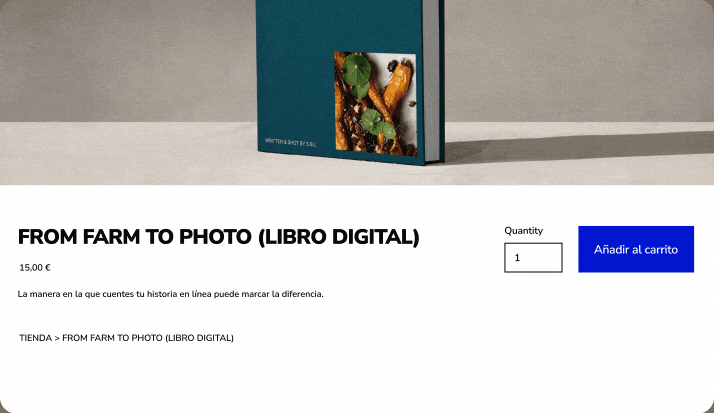 WRITTEN & SHOT BY S.R.L.
FROM FARM TO PHOTO (LIBRO DIGITAL)
15,00 €
La manera en la que cuentes tu historia en línea puede marcar la diferencia.
Quantity
1
Añadir al carrito
TIENDA > FROM FARM TO PHOTO (LIBRO DIGITAL)